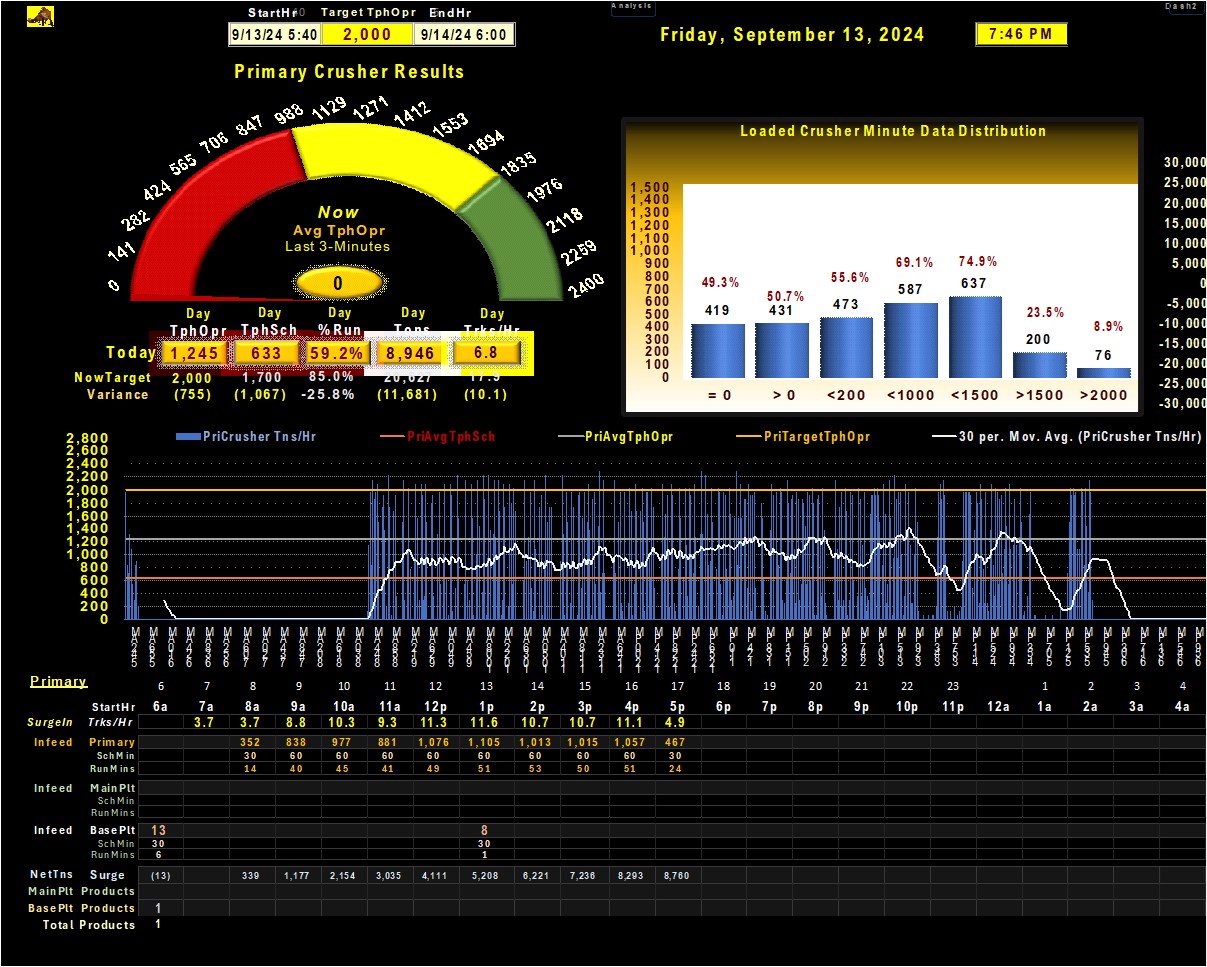 StartHr Target TphOpr EndHr
9/13/24 5:40 2,000 9/14/24 6:00
Analysis
Dash2
Friday, September 13, 2024
7:46 PM
Primary Crusher Results
0 141 282 424 565 706 847 988 1129 1271 1412 1553 1694 1835 1976 2118 2259 2400
Now
Avg TphOpr
Last 3-Minutes
0
Day Day Day Day Day
TphOpr TphSch %Run Tons Trks/Hr
Today 1,245 633 59.2% 8,946 6.8
NowTarget 2,000 1,700 85.0% 20,627 17.9
Variance (755) (1,067) -25.8% (11,681) (10.1)
Loaded Crusher Minute Data Distribution
1,500
1,400
1,300
1,200
1,100
1,000
900
800
700
600
500
400
300
200
100
0
49.3% 50.7% 55.6% 69.1% 74.9% 23.5% 8.9%
419 431 473 587 637 200 76
= 0 > 0 <200 <1000 <1500 >1500 >2000
30,000
25,000
20,000
15,000
10,000
5,000
0
-5,000
-10,000
-15,000
-20,000
-25,000
-30,000
PriCrusher Tns/Hr PriAvgTphSch PriAvgTphOpr PriTargetTphOpr 30 per. Mov. Avg. (PriCrusher Tns/Hr)
2,800
2,600
2,400
2,200
2,000
1,800
1,600
1,400
1,200
1,000
800
600
400
200
0
Primary
6 7 8 9 10 11 12 13 14 15 16 17 18 19 20 21 22 23 1 2 3 4
StartHr 6a 7a 8a 9a 10a 11a 12p 1p 2p 3p 4p 5p 6p 7p 8p 9p 10p 11p 12a 1a 2a 3a 4a
SurgeIn Trks/Hr 3.7 3.7 8.8 10.3 9.3 11.3 11.6 10.7 10.7 11.1 4.9
Infeed Primary 352 838 977 881 1,076 1,105 1,013 1,015 1,057 467
SchMin 30 60 60 60 60 60 60 60 60 30
RunMins 14 40 45 41 49 51 53 50 51 24
Infeed MainPlt
SchMin
RunMins
Infeed BasePlt 13 8
SchMin 30 30
RunMins 6 1
NetTns Surge (13) 339 1,177 2,154 3,035 4,111 5,208 6,221 7,236 8,293 8,760
MainPlt Products
BasePlt Products 1
Total Products 1